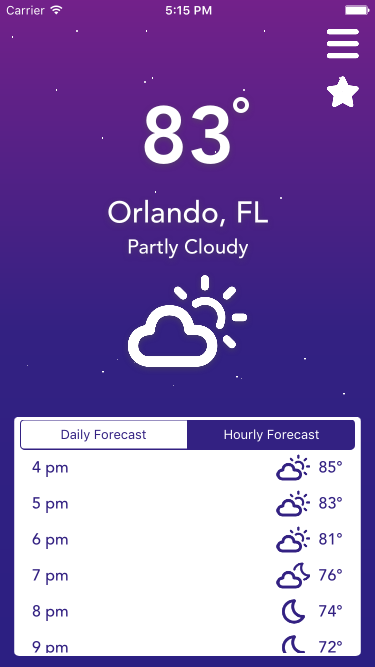 Carrier 5:15 PM
83°
Orlando, FL
Partly Cloudy
Daily Forecast Hourly Forecast
4 pm 85°
5 pm 83°
6 pm 81°
7 pm 76°
8 pm 74°
9 pm 72°